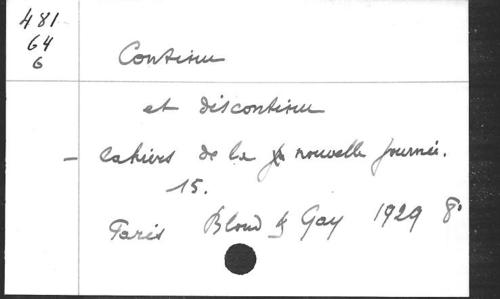 481
64
6
Continu
et discontinu
– Cahiers de la nouvelle journée.
15.
Paris Bloud & Gay 1929 8°